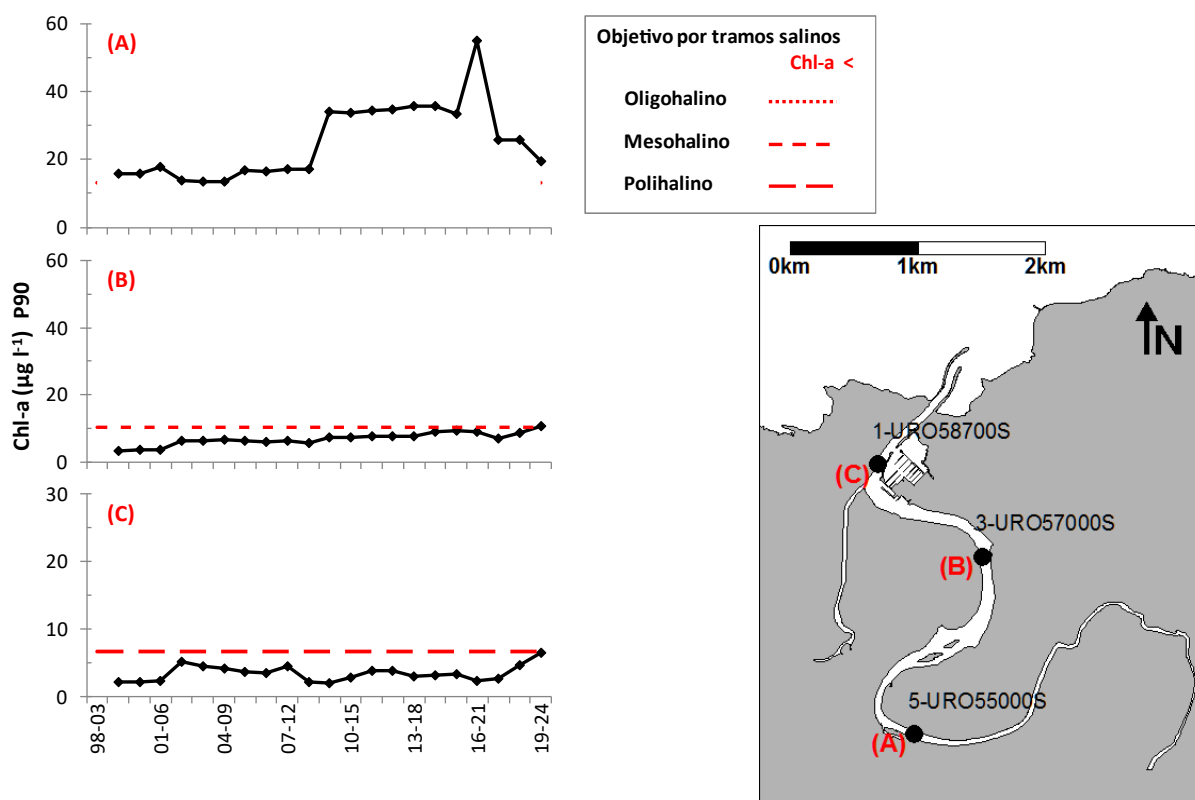 (A)
60
40
20
0
(B)
60
40
20
0
(C)
30
20
10
0
Chl-a (µg l-1) P90
98-03
01-06
04-09
07-12
10-15
13-18
16-21
19-24
Objetivo por tramos salinos
Chl-a <
Oligohalino
Mesohalino
Polihalino
0km 1km 2km
N
1-URO58700S
(C)
3-URO57000S
(B)
5-URO55000S
(A)